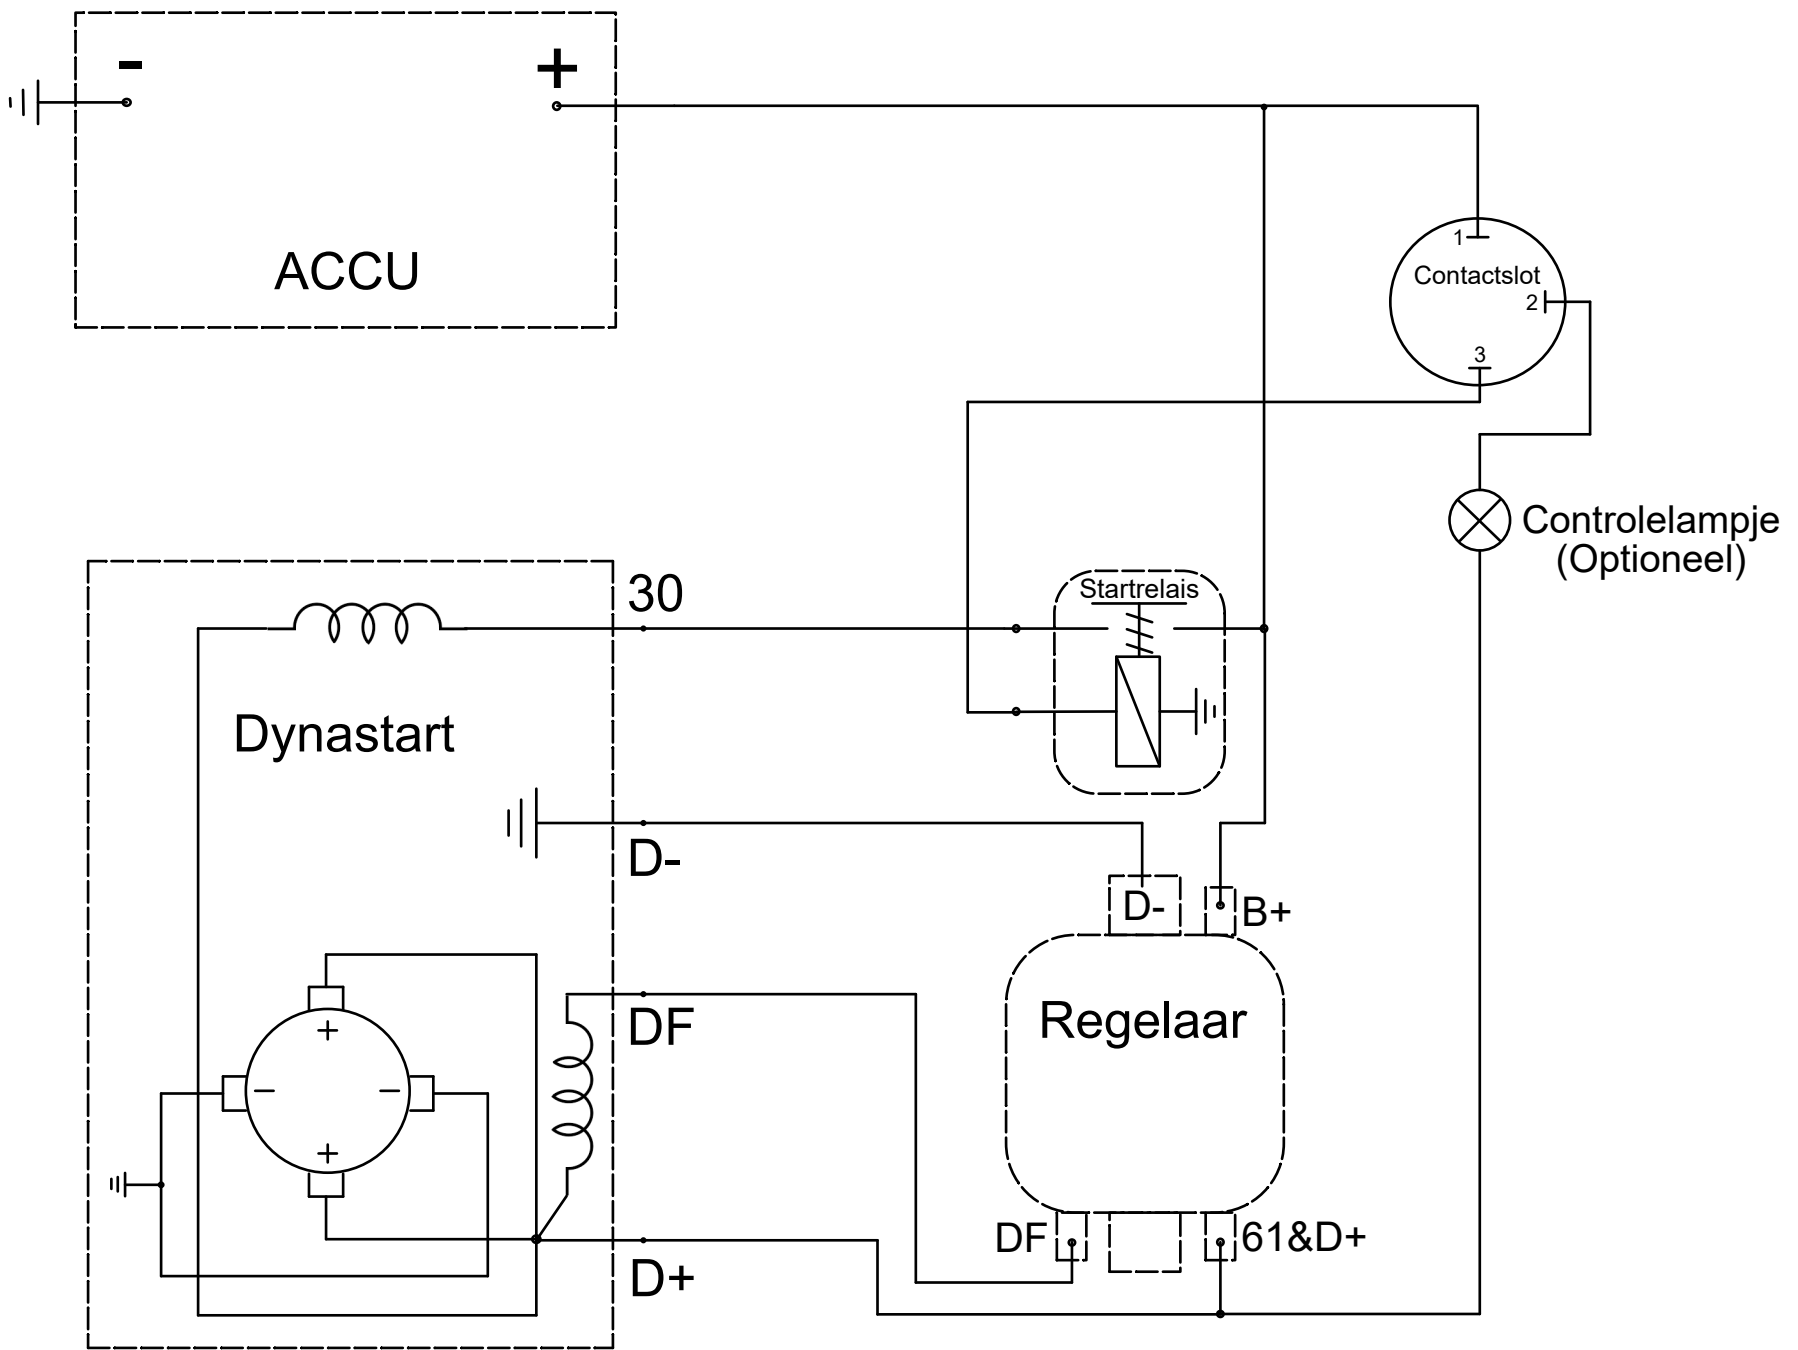 - +
ACCU
1
Contactslot
2
3
Controlelampje
(Optioneel)
30
Startrelais
Dynastart
D-
D-
B+
+
DF
Regelaar
- -
+
DF
61&D+
D+